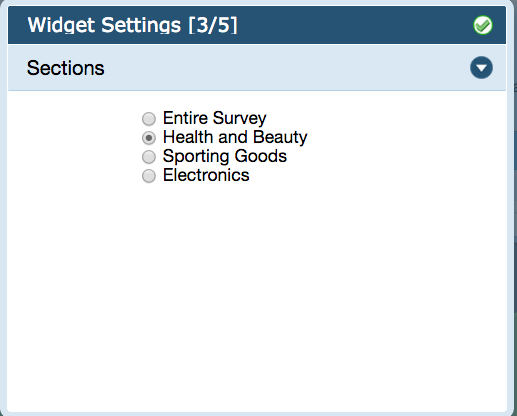 Widget Settings [3/5]
Sections
Entire Survey
Health and Beauty
Sporting Goods
Electronics